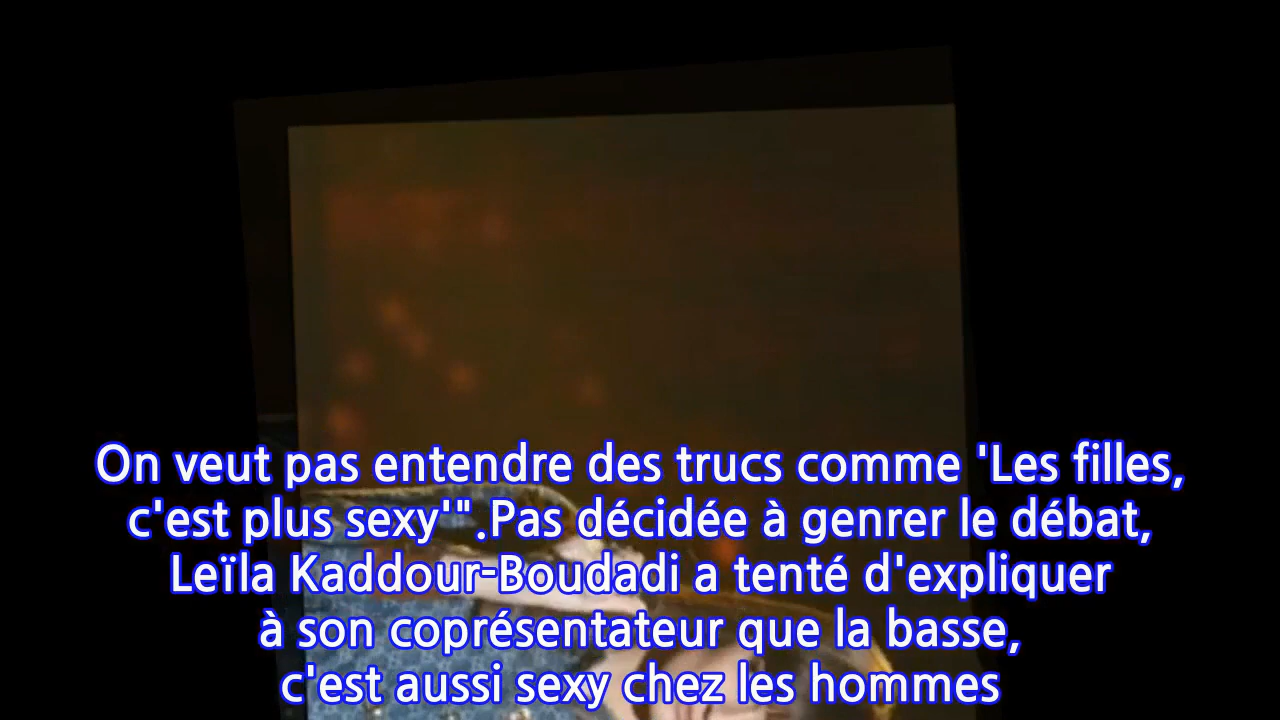 On veut pas entendre des trucs comme 'Les filles,
c'est plus sexy'".Pas décidée à genrer le débat,
Leïla Kaddour-Boudadi a tenté d'expliquer
à son coprésentateur que la basse,
c'est aussi sexy chez les hommes